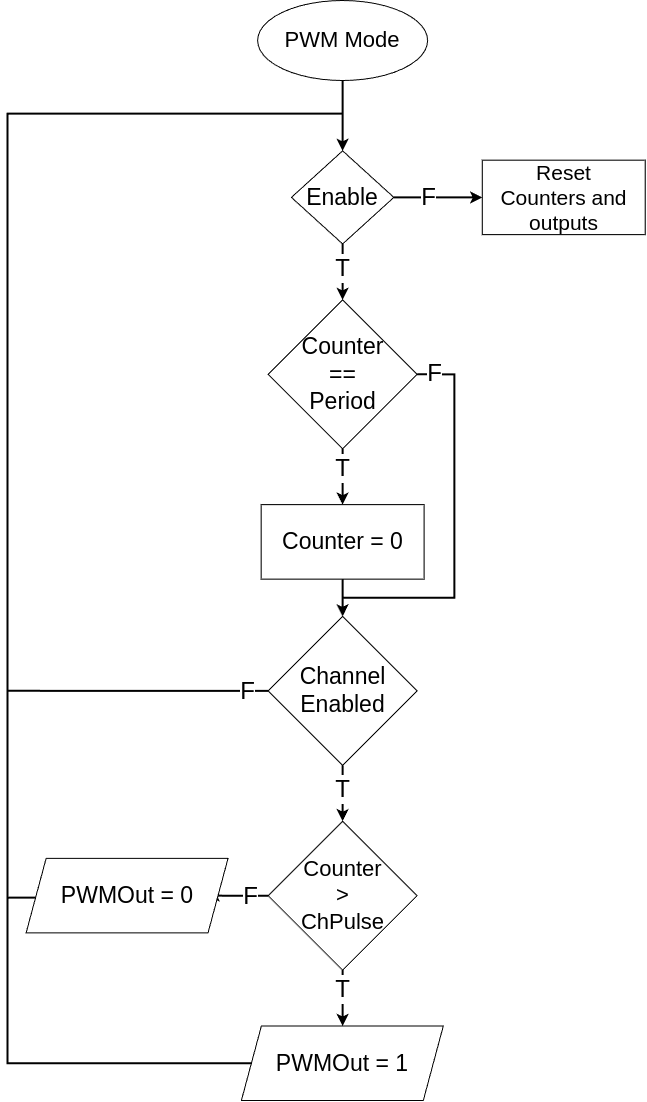 PWM Mode
Enable
F
Reset
Counters and
outputs
T
Counter
==
Period
F
T
Counter = 0
Channel
Enabled
F
T
Counter
>
ChPulse
F
PWMOut = 0
T
PWMOut = 1